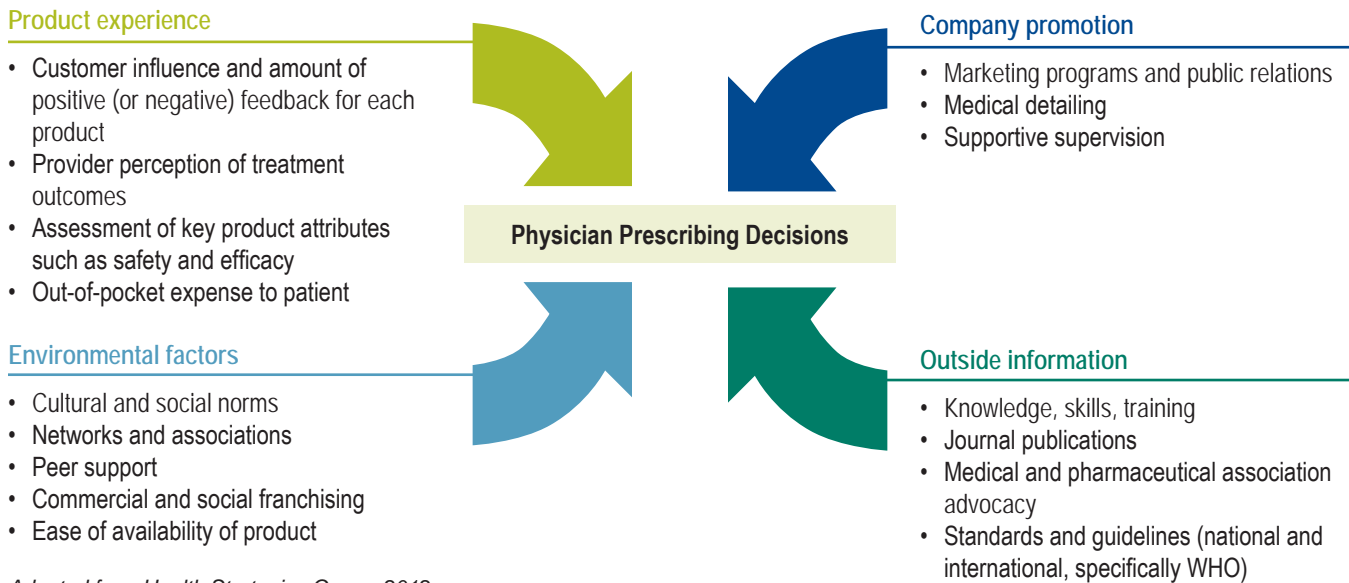 Product experience
• Customer influence and amount of
positive (or negative) feedback for each
product
• Provider perception of treatment
outcomes
• Assessment of key product attributes
such as safety and efficacy
• Out-of-pocket expense to patient
Company promotion
• Marketing programs and public relations
• Medical detailing
• Supportive supervision
Physician Prescribing Decisions
Environmental factors
• Cultural and social norms
• Networks and associations
• Peer support
• Commercial and social franchising
• Ease of availability of product
Outside information
• Knowledge, skills, training
• Journal publications
• Medical and pharmaceutical association
advocacy
• Standards and guidelines (national and
international, specifically WHO)